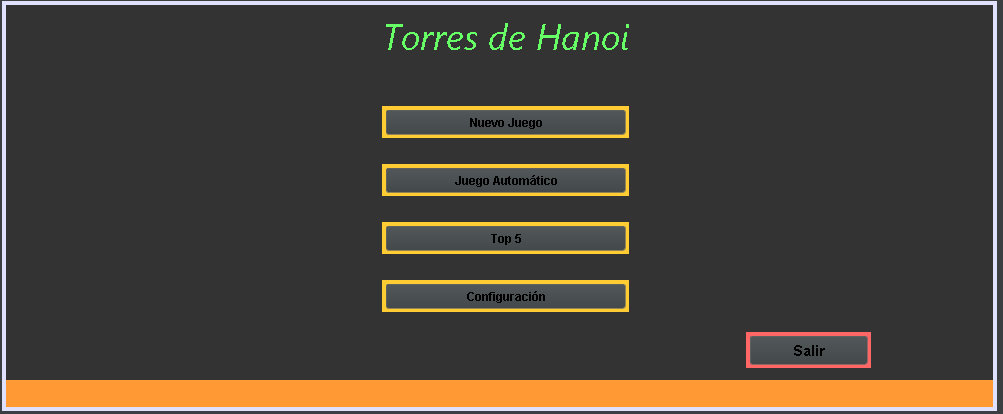 Torres de Hanoi
Nuevo Juego
Juego Automático
Top 5
Configuración
Salir